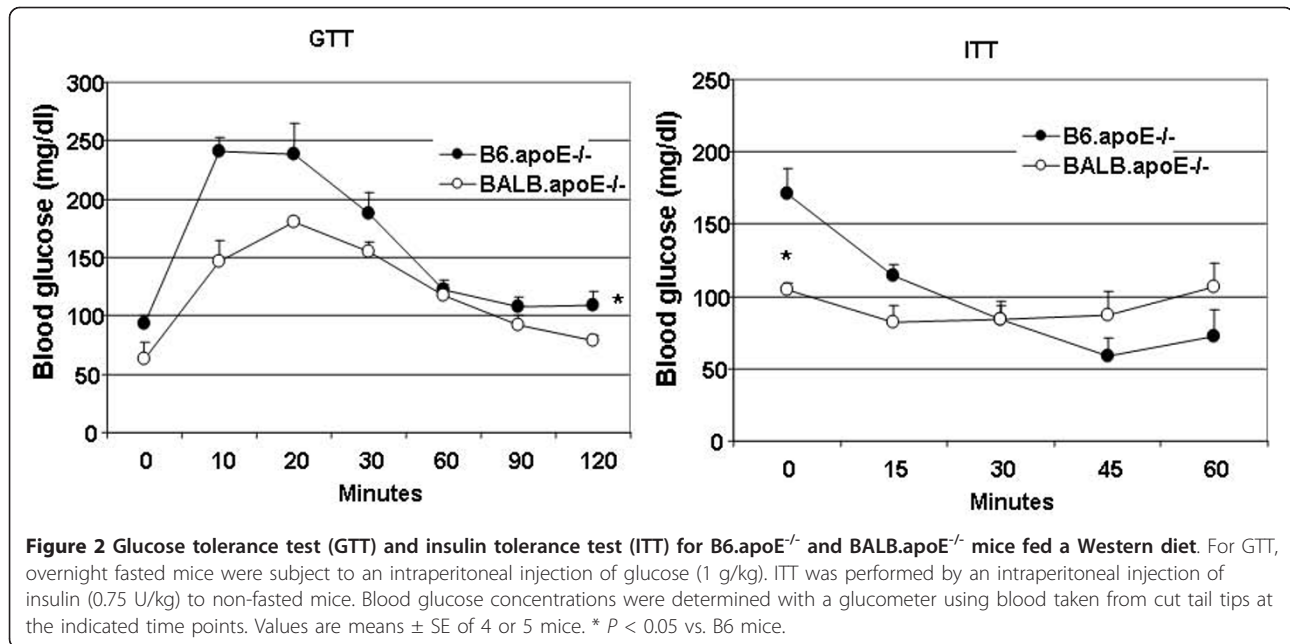 GTT
300
250
200
150
100
50
0
Blood glucose (mg/dl)
B6.apoE-/-
BALB.apoE-/-
*
0 10 20 30 60 90 120
Minutes
ITT
250
200
150
100
50
0
Blood glucose (mg/dl)
B6.apoE-/-
BALB.apoE-/-
*
0 15 30 45 60
Minutes
Figure 2 Glucose tolerance test (GTT) and insulin tolerance test (ITT) for B6.apoE-/- and BALB.apoE-/- mice fed a Western diet. For GTT,
overnight fasted mice were subject to an intraperitoneal injection of glucose (1 g/kg). ITT was performed by an intraperitoneal injection of
insulin (0.75 U/kg) to non-fasted mice. Blood glucose concentrations were determined with a glucometer using blood taken from cut tail tips at
the indicated time points. Values are means ± SE of 4 or 5 mice. * P < 0.05 vs. B6 mice.